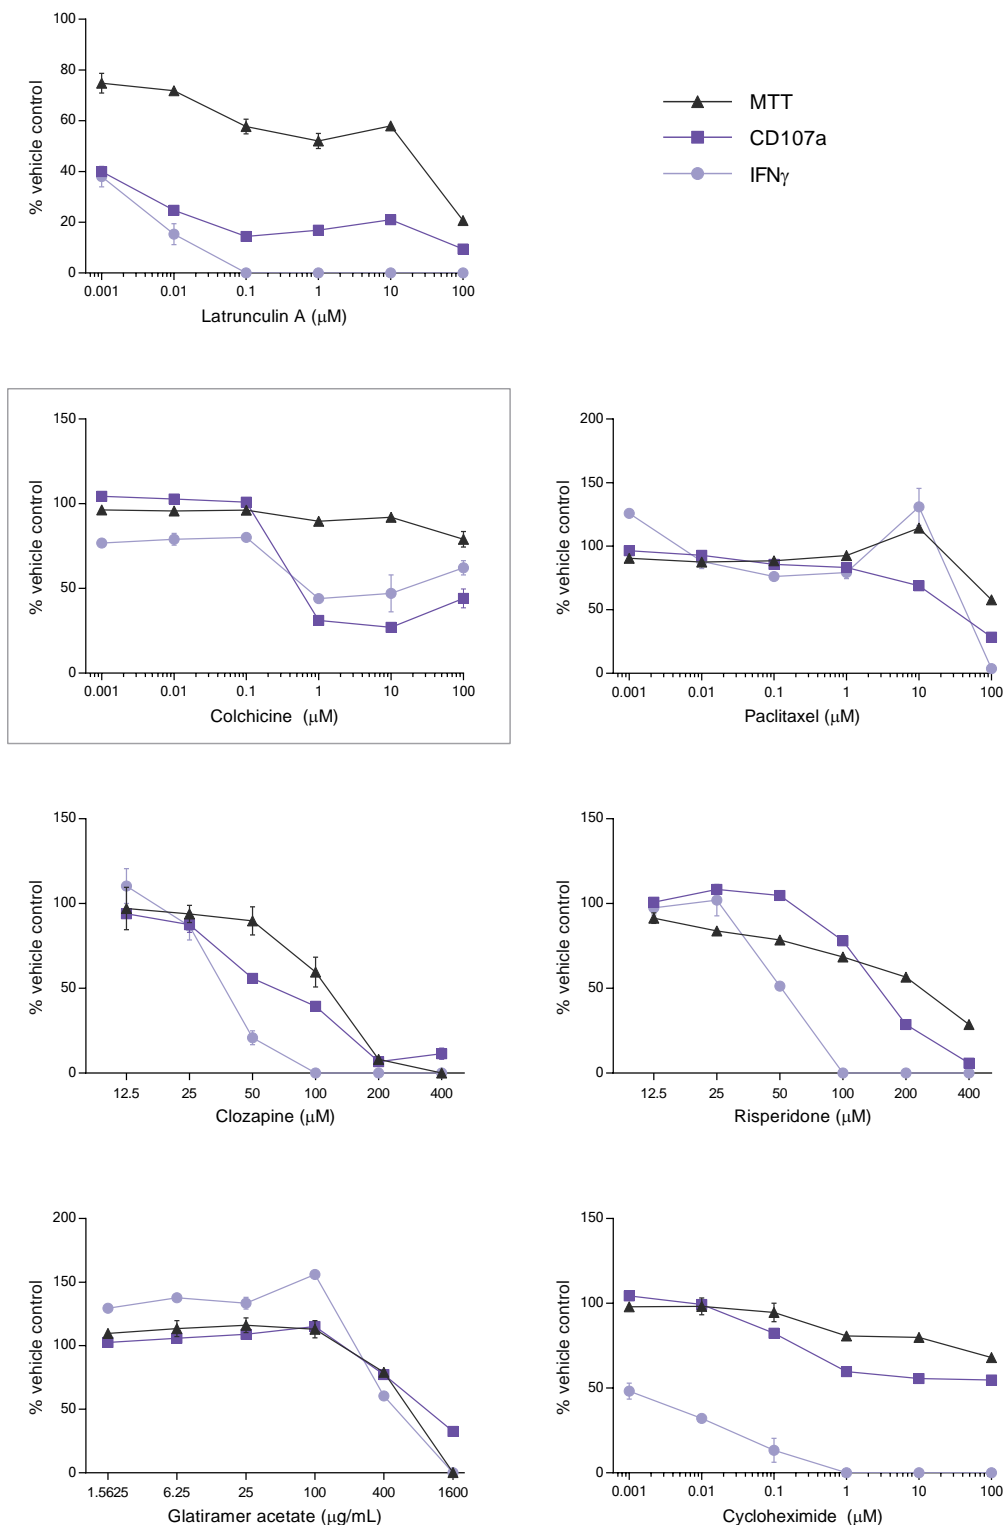 100
80
60
40
20
0
% vehicle control
0.001 0.01 0.1 1 10 100
Latrunculin A (μM)
MTT
CD107a
IFNγ
150
100
50
0
% vehicle control
0.001 0.01 0.1 1 10 100
Colchicine (μM)
200
150
100
50
0
% vehicle control
0.001 0.01 0.1 1 10 100
Paclitaxel (μM)
150
100
50
0
% vehicle control
12.5 25 50 100 200 400
Clozapine (μM)
150
100
50
0
% vehicle control
12.5 25 50 100 200 400
Risperidone (μM)
200
150
100
50
0
% vehicle control
1.5625 6.25 25 100 400 1600
Glatiramer acetate (μg/mL)
150
100
50
0
% vehicle control
0.001 0.01 0.1 1 10 100
Cycloheximide (μM)